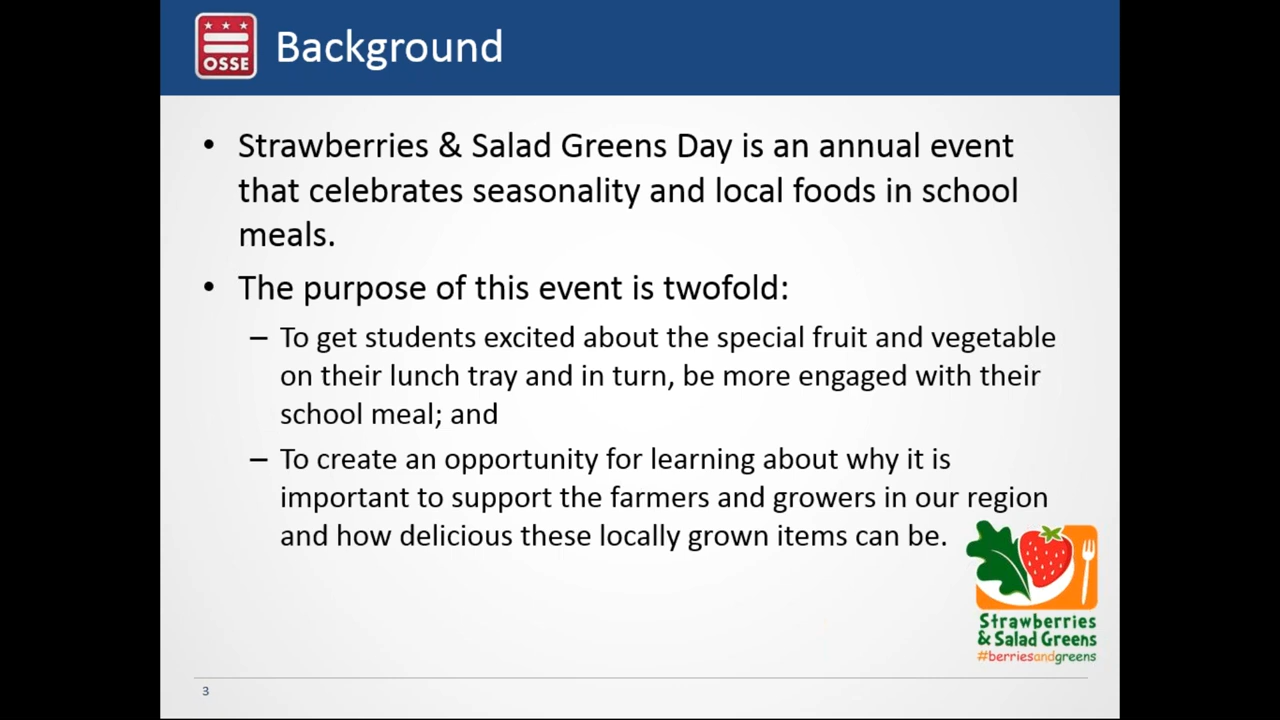 OSSE
Background
• Strawberries & Salad Greens Day is an annual event
that celebrates seasonality and local foods in school
meals.
• The purpose of this event is twofold:
– To get students excited about the special fruit and vegetable
on their lunch tray and in turn, be more engaged with their
school meal; and
– To create an opportunity for learning about why it is
important to support the farmers and growers in our region
and how delicious these locally grown items can be.
Strawberries
& Salad Greens
#berriesandgreens
3